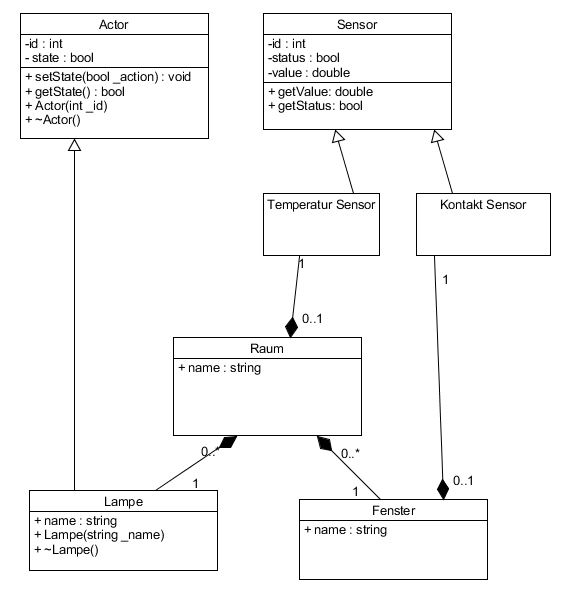 Actor
-id : int
- state : bool
+ setState(bool _action) : void
+ getState() : bool
+ Actor(int _id)
+ ~Actor()
Sensor
-id : int
-status : bool
-value : double
+ getValue: double
+ getStatus: bool
Temperatur Sensor
Kontakt Sensor
1
1
0..1
Raum
+ name : string
0..*
0..*
1
1
0..1
Lampe
+ name : string
+ Lampe(string _name)
+ ~Lampe()
Fenster
+ name : string